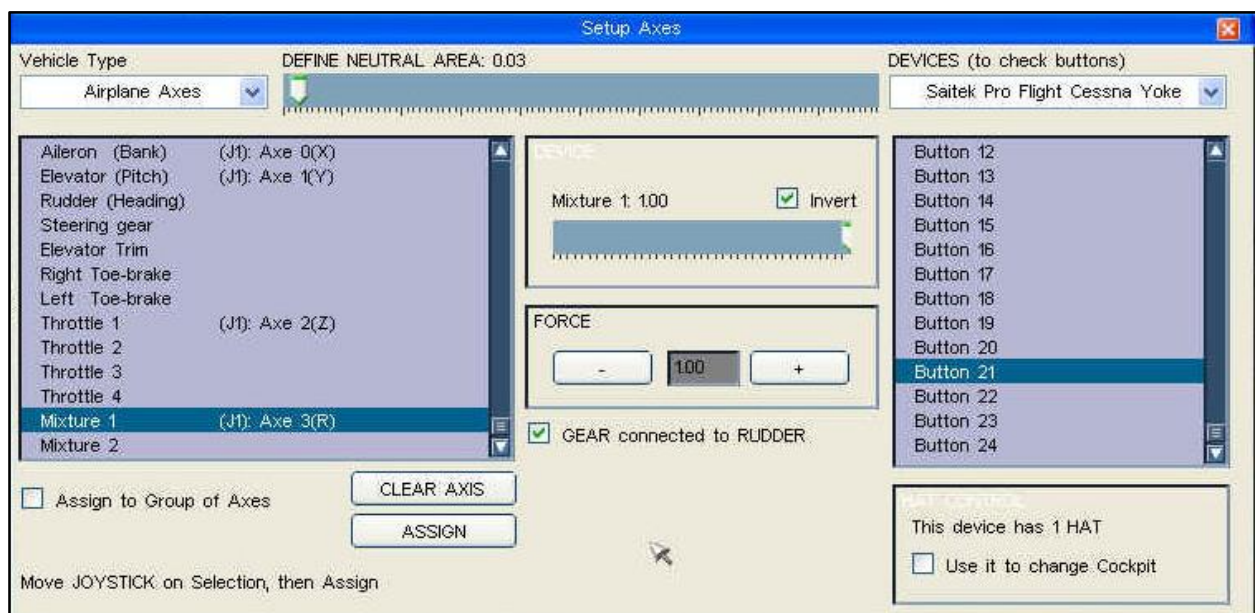 Setup Axes
Vehicle Type
DEFINE NEUTRAL AREA: 0.03
DEVICES (to check buttons)
Airplane Axes
Saitek Pro Flight Cessna Yoke
Aileron (Bank) (J1): Axe 0(X)
Elevator (Pitch) (J1): Axe 1(Y)
Rudder (Heading)
Steering gear
Elevator Trim
Right Toe-brake
Left Toe-brake
Throttle 1 (J1): Axe 2(Z)
Throttle 2
Throttle 3
Throttle 4
Mixture 1 (J1): Axe 3(R)
Mixture 2
Assign to Group of Axes
CLEAR AXIS
ASSIGN
Move JOYSTICK on Selection, then Assign
DEVICE
Mixture 1: 1.00
Invert
FORCE
-
1.00
+
GEAR connected to RUDDER
Button 12
Button 13
Button 14
Button 15
Button 16
Button 17
Button 18
Button 19
Button 20
Button 21
Button 22
Button 23
Button 24
HAT CONTROL
This device has 1 HAT
Use it to change Cockpit